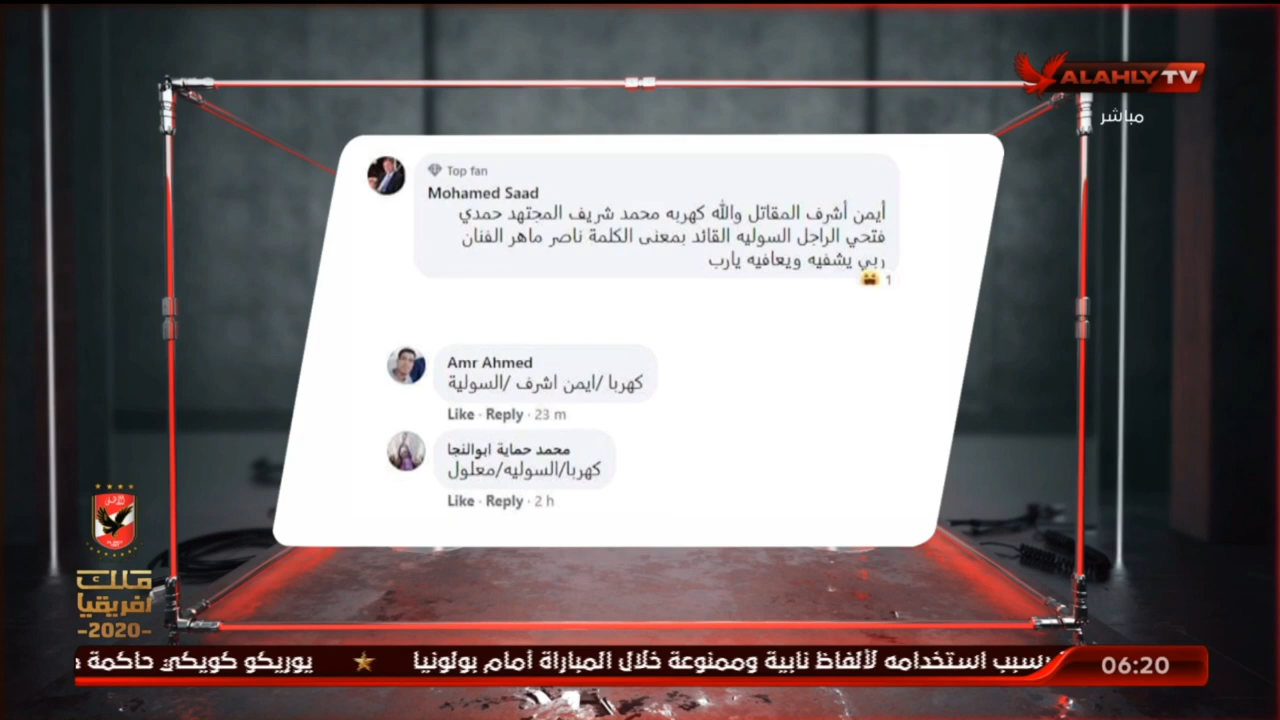 ALAHLY TV
مباشر
Top fan
Mohamed Saad
أيمن أشرف المقاتل والله كهربه محمد شريف المجتهد حمدي
فتحي الراجل السوليه القائد بمعنى الكلمة ناصر ماهر الفنان
ربي يشفيه ويعافيه يارب
1
Amr Ahmed
كهربا /ايمن اشرف /السولية
Like · Reply · 23 m
محمد حماية ابوالنجا
كهربا/السوليه/معلول
Like · Reply · 2 h
ملك
افريقيا
-2020-
بسبب استخدامه لألفاظ نابية وممنوعة خلال المباراة أمام بولونيا ★ يوريكو كويكي حاكمة
06:20